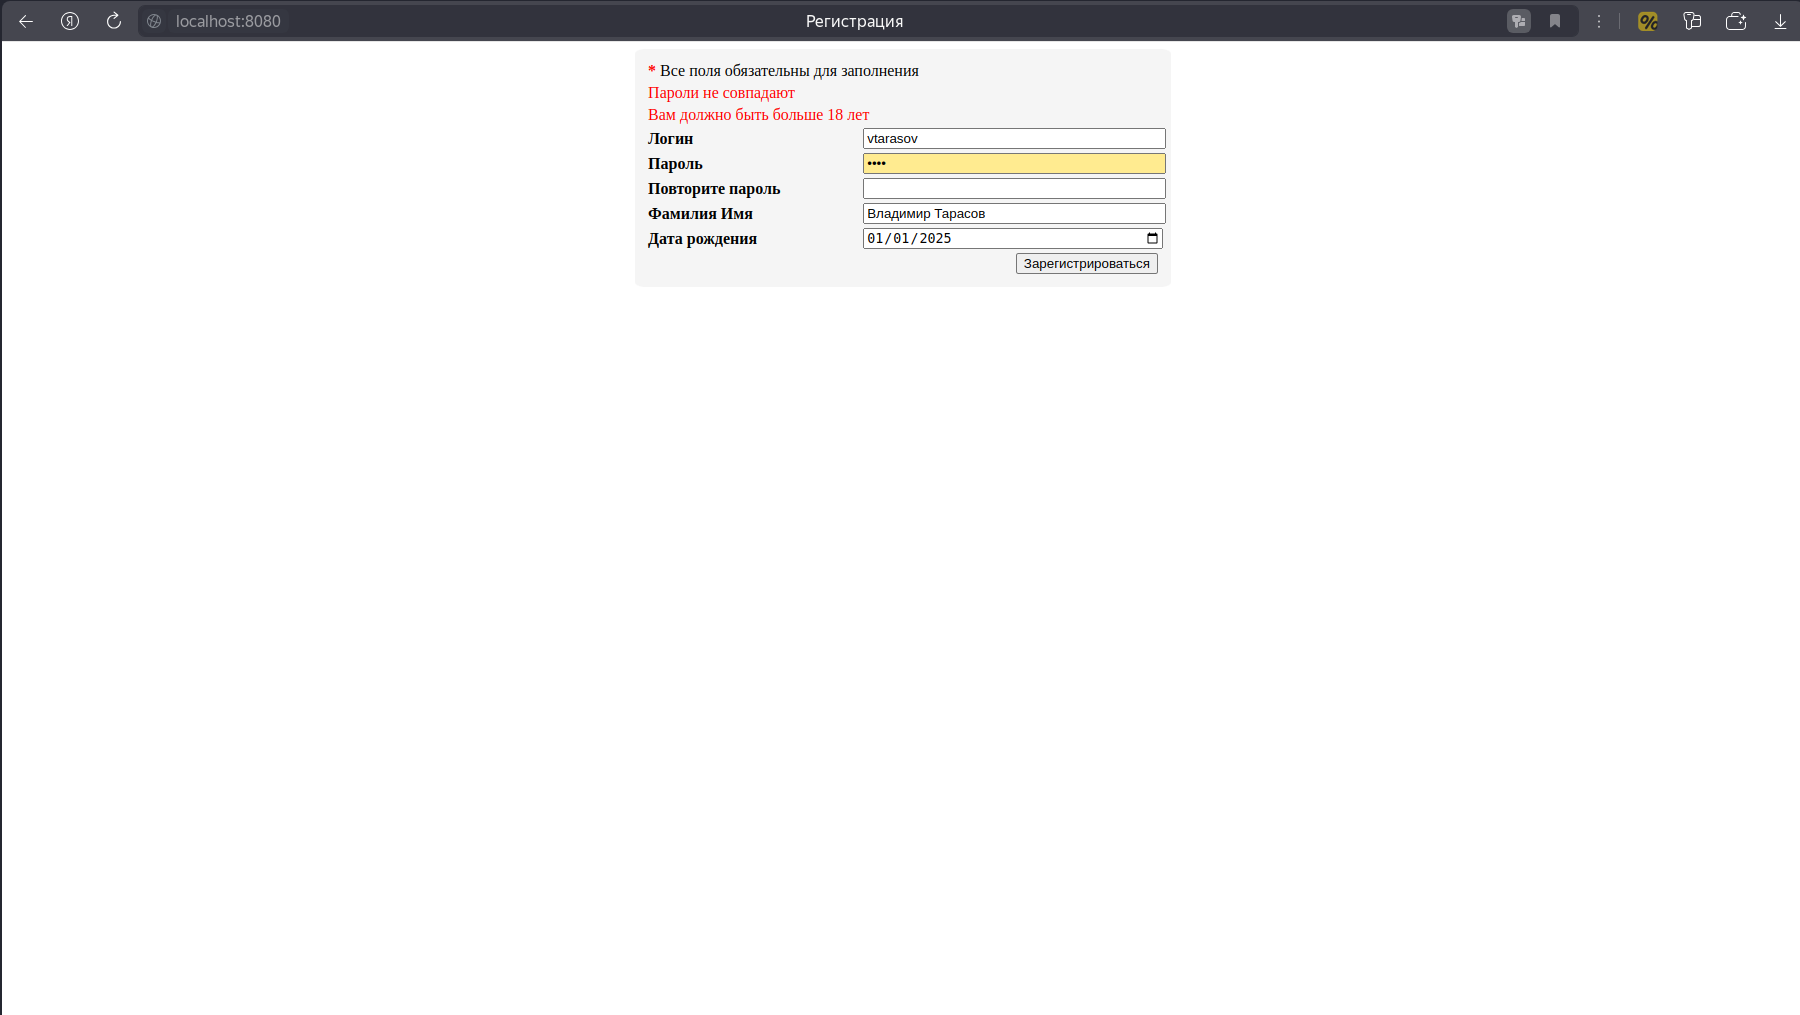 Я localhost:8080 Регистрация %
* Все поля обязательны для заполнения
Пароли не совпадают
Вам должно быть больше 18 лет
Логин vtarasov
Пароль ••••
Повторите пароль
Фамилия Имя Владимир Тарасов
Дата рождения 01/01/2025
Зарегистрироваться